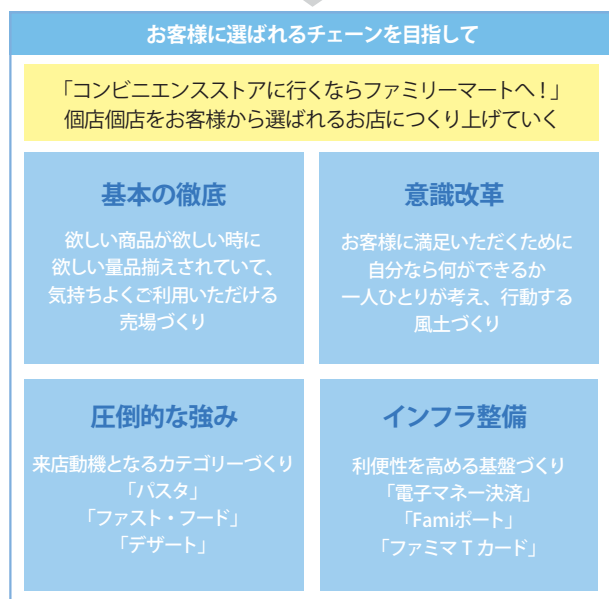 お客様に選ばれるチェーンを目指して
「コンビニエンスストアに行くならファミリーマートへ！」
個店個店をお客様から選ばれるお店につくり上げていく
基本の徹底
欲しい商品が欲しい時に
欲しい量品揃えされていて、
気持ちよくご利用いただける
売場づくり
意識改革
お客様に満足いただくために
自分なら何ができるか
一人ひとりが考え、行動する
風土づくり
圧倒的な強み
来店動機となるカテゴリーづくり
「パスタ」
「ファスト・フード」
「デザート」
インフラ整備
利便性を高める基盤づくり
「電子マネー決済」
「Famiポート」
「ファミマ T カード」